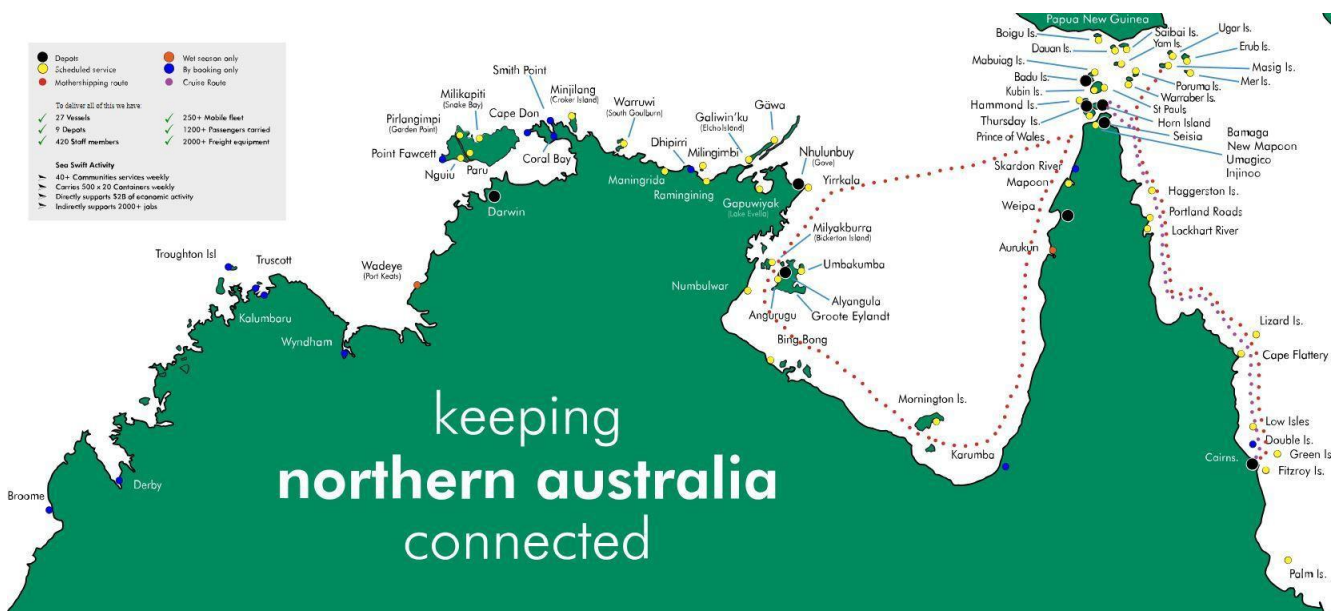 Depots
Scheduled service
Mothershipping route
Wet season only
By booking only
Cruise Route
To deliver all of this we have:
27 Vessels
9 Depots
420 Staff members
250+ Mobile fleet
1200+ Passengers carried
2000+ Freight equipment
Sea Swift Activity
40+ Communities services weekly
Carries 500 x 20 Containers weekly
Directly supports $2B of economic activity
Indirectly supports 2000+ jobs
Smith Point
Milikapiti
(Snake Bay)
Cape Don
Minjilang
(Croker Island)
Pirlangimpi
(Garden Point)
Warruwi
(South Goulburn)
Point Fawcett
Nguiu
Paru
Coral Bay
Darwin
Dhipirri
Maningrida
Milingimbi
Ramingining
Galiwin'ku
(Elcho Island)
Gäwa
Nhulunbuy
(Gove)
Yirrkala
Gapuwiyak
(Lake Evella)
Milyakburra
(Bickerton Island)
Umbakumba
Numbulwar
Alyangula
Angurugu
Groote Eylandt
Bing Bong
Mornington Is.
Karumba
Troughton Isl
Truscott
Kalumbaru
Wadeye
(Port Keats)
Wyndham
Derby
Broome
Papua New Guinea
Boigu Is.
Dauan Is.
Mabuiag Is.
Badu Is.
Kubin Is.
Hammond Is.
Thursday Is.
Prince of Wales
Saibai Is.
Yam Is.
Ugar Is.
Erub Is.
Masig Is.
Mer Is.
Poruma Is.
Warraber Is.
St Pauls
Horn Island
Seisia
Bamaga
New Mapoon
Umagico
Injinoo
Skardon River
Mapoon
Weipa
Aurukun
Haggerston Is.
Portland Roads
Lockhart River
Lizard Is.
Cape Flattery
Low Isles
Double Is.
Green Is
Cairns.
Fitzroy Is.
Palm Is.
keeping
northern australia
connected